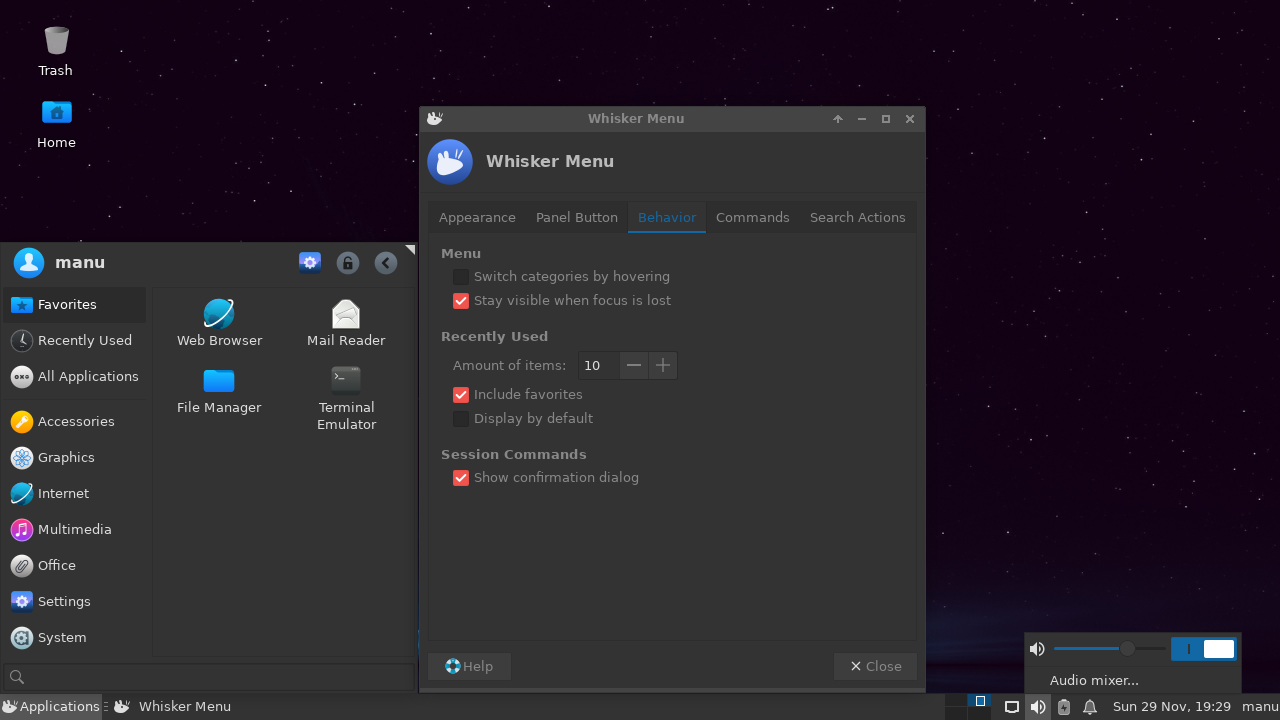 Trash
Home
Whisker Menu
Whisker Menu
Appearance
Panel Button
Behavior
Commands
Search Actions
Menu
Switch categories by hovering
Stay visible when focus is lost
Recently Used
Amount of items: 10
Include favorites
Display by default
Session Commands
Show confirmation dialog
Help
Close
manu
Favorites
Recently Used
All Applications
Accessories
Graphics
Internet
Multimedia
Office
Settings
System
Web Browser
Mail Reader
File Manager
Terminal
Emulator
Audio mixer...
Applications
Whisker Menu
Sun 29 Nov, 19:29
manu